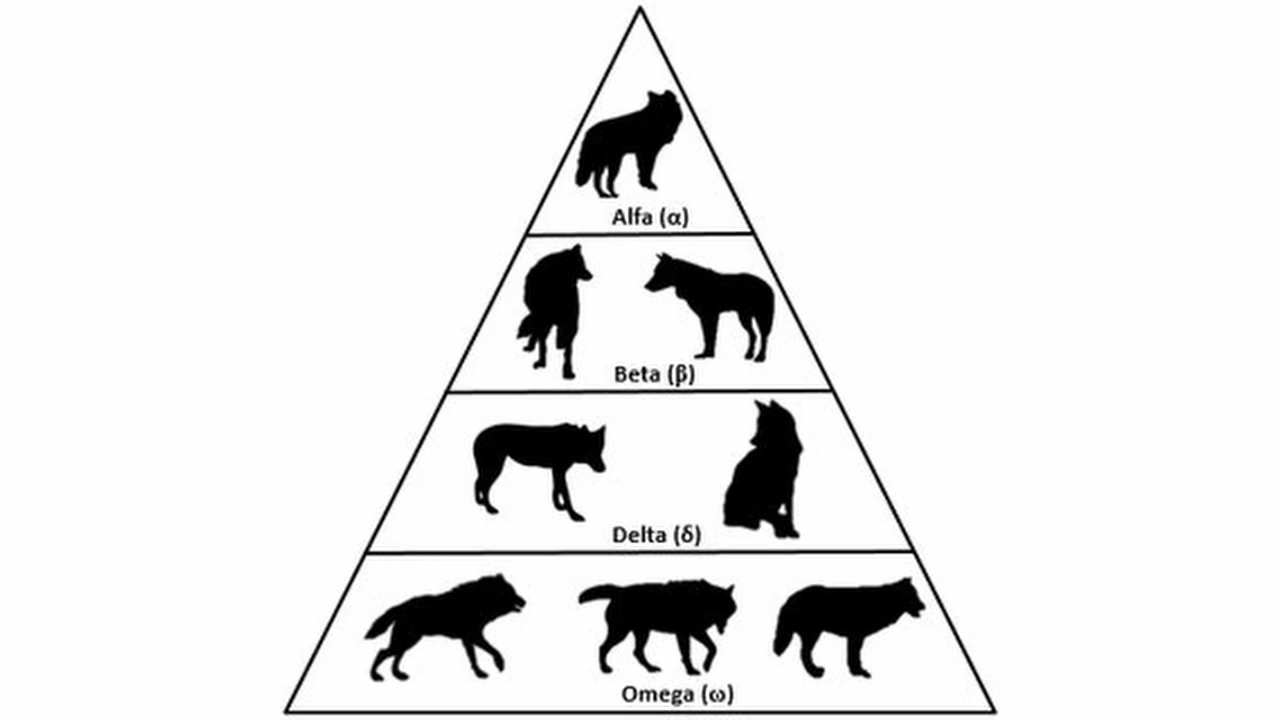 Alfa (α)
Beta (β)
Delta (δ)
Omega (ω)